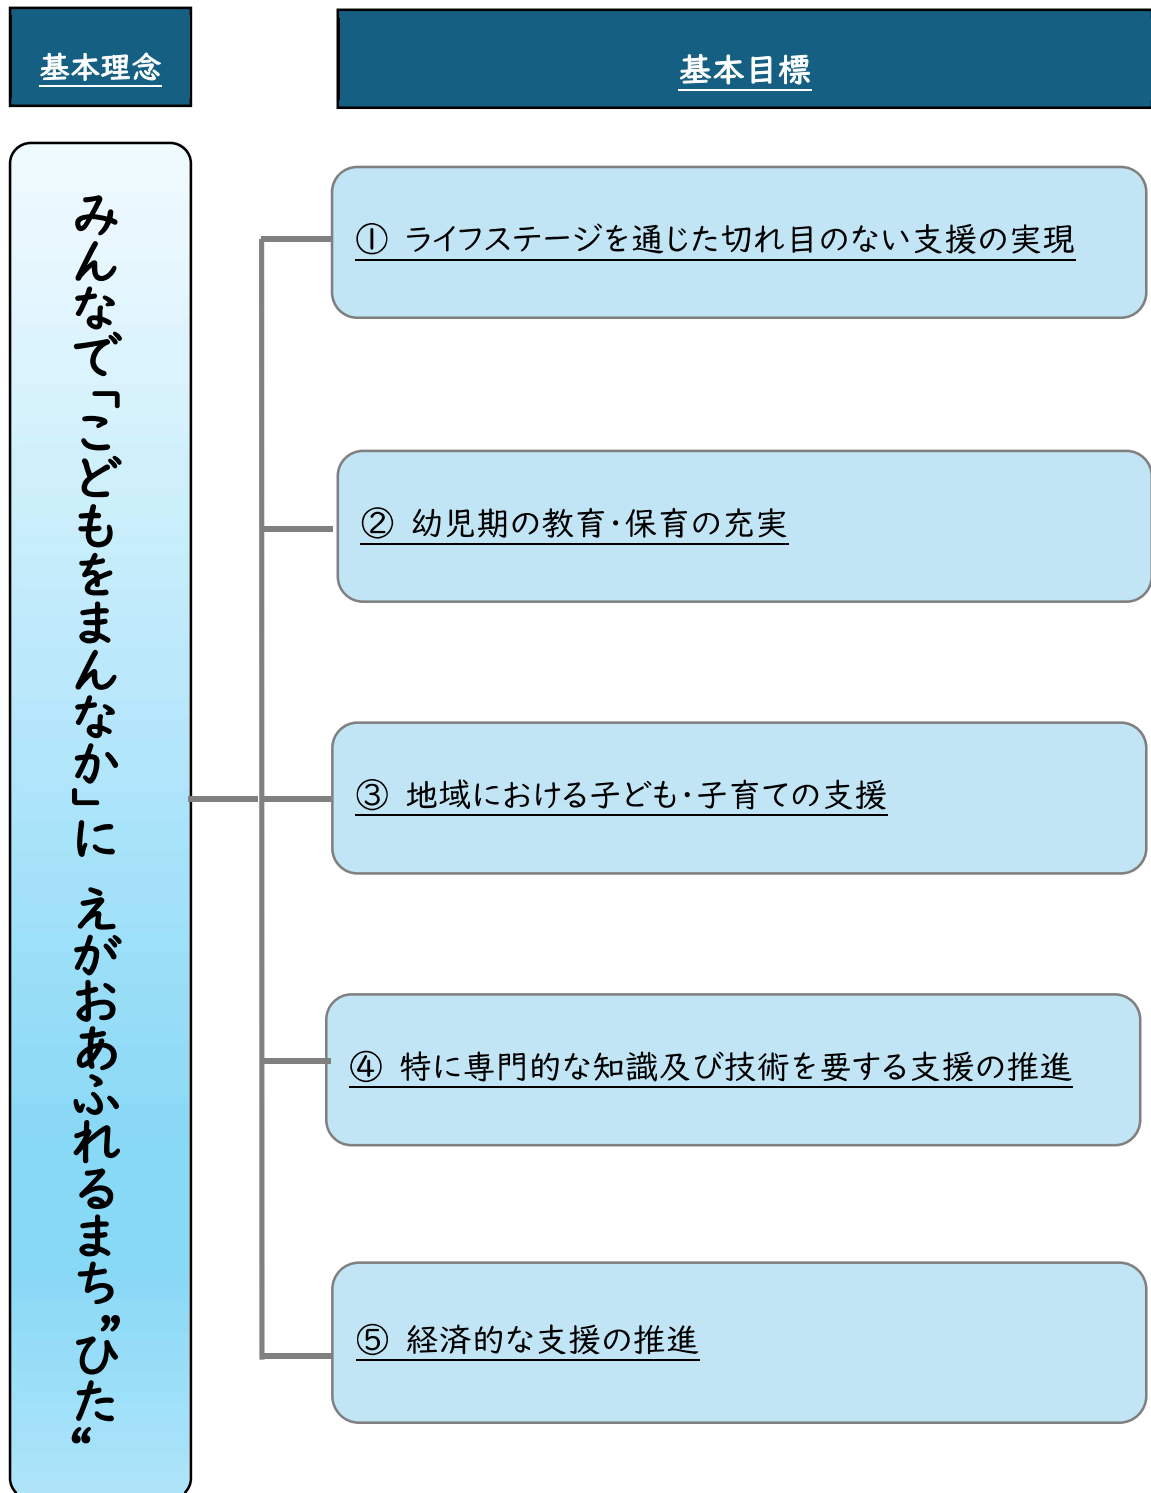 基本理念
基本目標
みんなで「こどもをまんなか」に えがおあふれるまち”ひた“
① ライフステージを通じた切れ目のない支援の実現
② 幼児期の教育・保育の充実
③ 地域における子ども・子育ての支援
④ 特に専門的な知識及び技術を要する支援の推進
⑤ 経済的な支援の推進